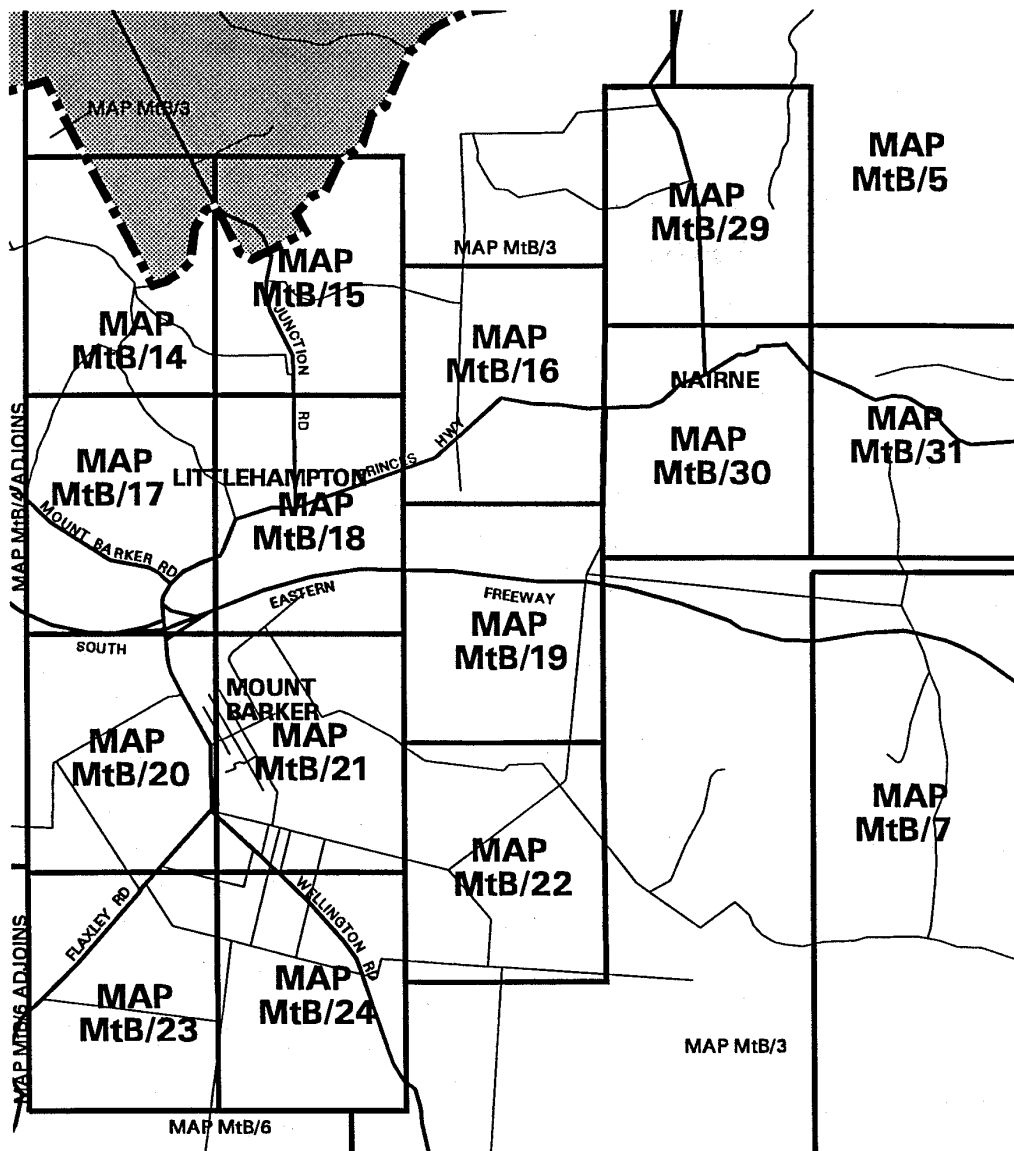 MAP MtB/3
MAP
MtB/5
MAP
MtB/29
MAP MtB/3
MAP
MtB/15
MAP
MtB/14
JUNCTION
RD
MAP
MtB/16
NAIRNE
MAP
MtB/31
MAP
MtB/30
MAP MtB/4 ADJOINS
MAP
MtB/17
LITTLEHAMPTON
PRINCES
HWY
MAP
MtB/18
MOUNT BARKER RD
SOUTH
EASTERN
FREEWAY
MAP
MtB/19
MOUNT
BARKER
MAP
MtB/20
MAP
MtB/21
MAP
MtB/7
MAP
MtB/22
FLAXLEY RD
WELLINGTON RD
MAP MtB/6 ADJOINS
MAP
MtB/23
MAP
MtB/24
MAP MtB/3
MAP MtB/6